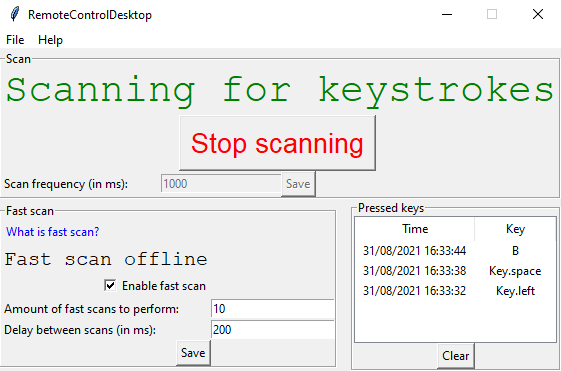 RemoteControlDesktop
File Help
Scan
Scanning for keystrokes
Stop scanning
Scan frequency (in ms): 1000 Save
Fast scan
What is fast scan?
Fast scan offline
Enable fast scan
Amount of fast scans to perform: 10
Delay between scans (in ms): 200
Save
Pressed keys
Time Key
31/08/2021 16:33:44 B
31/08/2021 16:33:38 Key.space
31/08/2021 16:33:32 Key.left
Clear